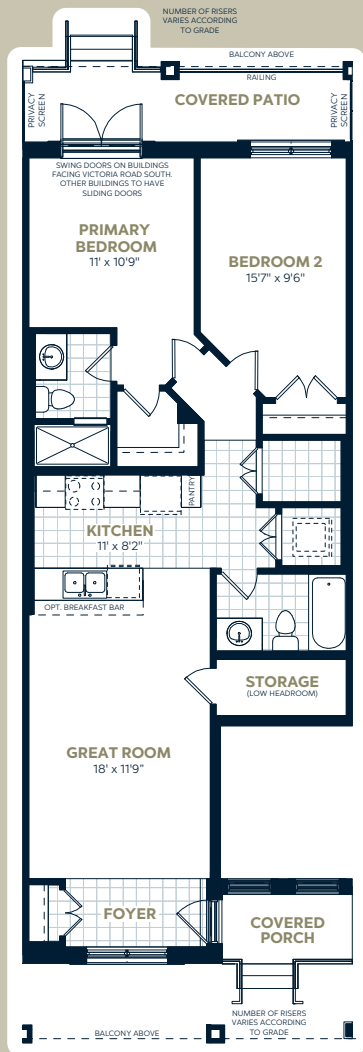 NUMBER OF RISERS
VARIES ACCORDING
TO GRADE
BALCONY ABOVE
RAILING
COVERED PATIO
PRIVACY
SCREEN
PRIVACY
SCREEN
SWING DOORS ON BUILDINGS
FACING VICTORIA ROAD SOUTH.
OTHER BUILDINGS TO HAVE
SLIDING DOORS
PRIMARY
BEDROOM
11' x 10'9"
BEDROOM 2
15'7" x 9'6"
PANTRY
KITCHEN
11' x 8'2"
OPT. BREAKFAST BAR
STORAGE
(LOW HEADROOM)
GREAT ROOM
18' x 11'9"
FOYER
COVERED
PORCH
NUMBER OF RISERS
VARIES ACCORDING
TO GRADE
BALCONY ABOVE